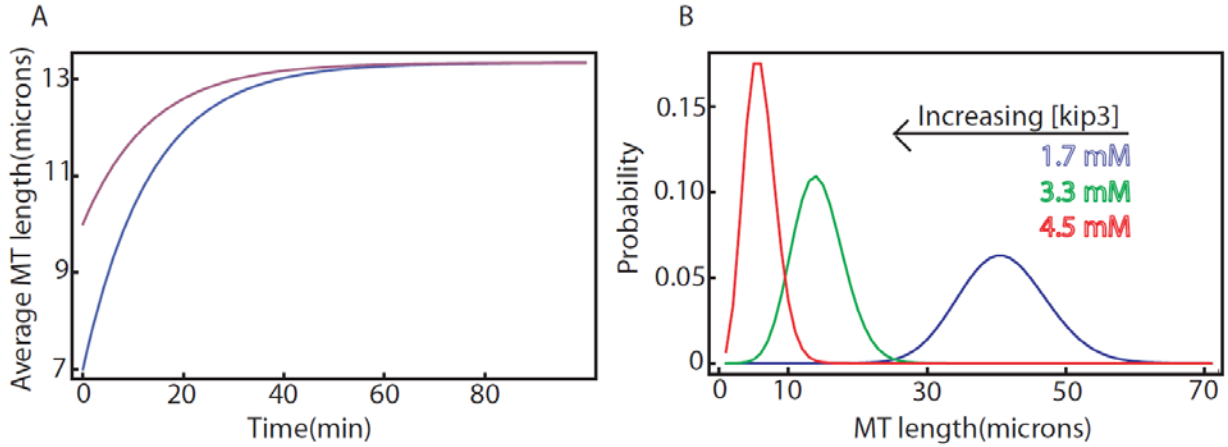 A
Average MT length(microns)
13
11
9
7
0
20
40
60
80
Time(min)
B
Probability
0.15
0.10
0.05
0
Increasing [kip3]
1.7 mM
3.3 mM
4.5 mM
0
10
30
50
70
MT length(microns)